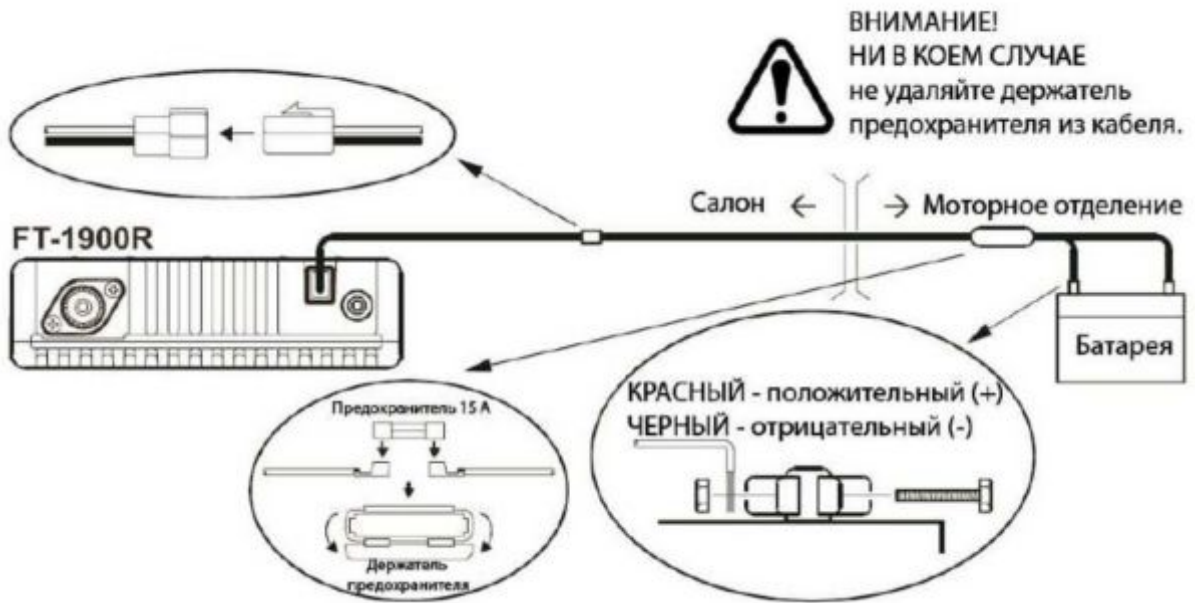 ВНИМАНИЕ!
НИ В КОЕМ СЛУЧАЕ
не удаляйте держатель
предохранителя из кабеля.
Салон ← → Моторное отделение
FT-1900R
Батарея
Предохранитель 15 А
Держатель
предохранителя
КРАСНЫЙ - положительный (+)
ЧЕРНЫЙ - отрицательный (-)